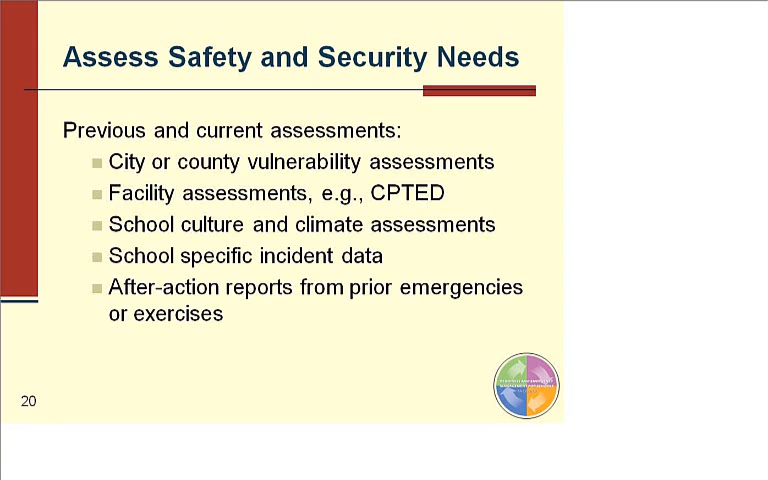 Assess Safety and Security Needs
Previous and current assessments:
City or county vulnerability assessments
Facility assessments, e.g., CPTED
School culture and climate assessments
School specific incident data
After-action reports from prior emergencies
or exercises
20